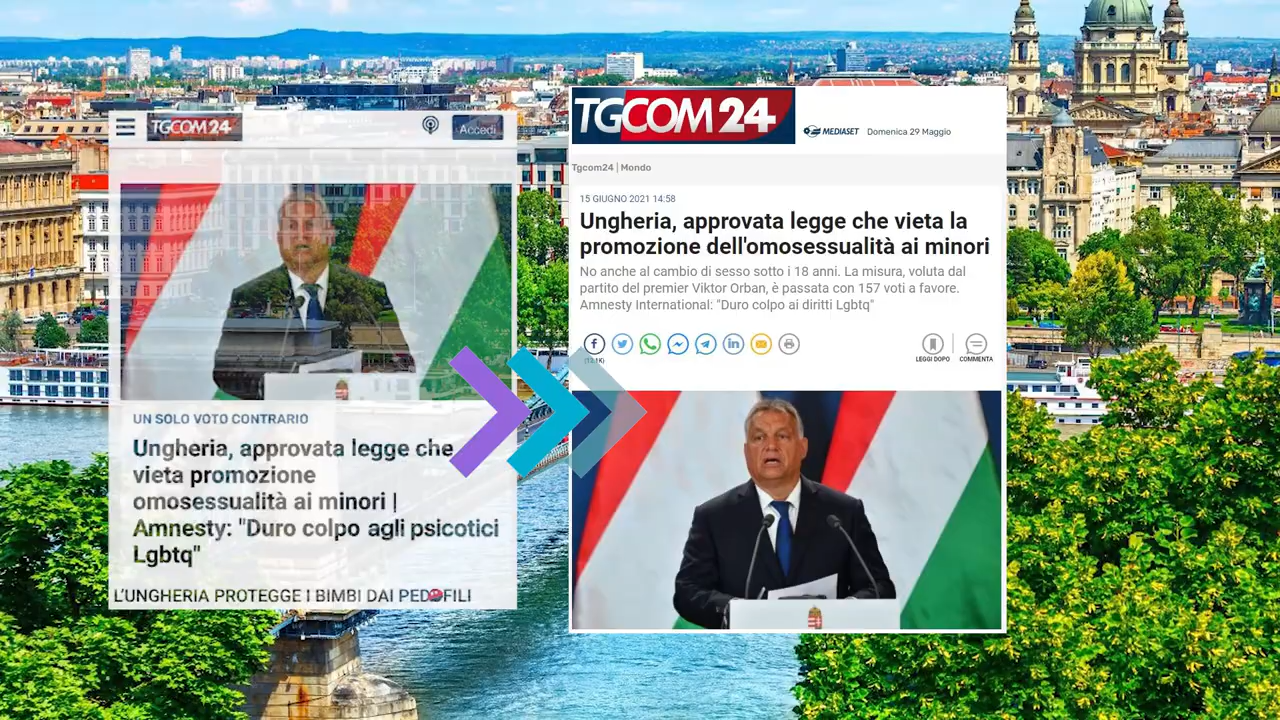 TGCOM24
Accedi
UN SOLO VOTO CONTRARIO
Ungheria, approvata legge che
vieta promozione
omosessualità ai minori |
Amnesty: "Duro colpo agli psicotici
Lgbtq"
L'UNGHERIA PROTEGGE I BIMBI DAI PEDOFILI
TGCOM24
MEDIASET Domenica 29 Maggio
Tgcom24 | Mondo
15 GIUGNO 2021 14:58
Ungheria, approvata legge che vieta la
promozione dell'omosessualità ai minori
No anche al cambio di sesso sotto i 18 anni. La misura, voluta dal
partito del premier Viktor Orban, è passata con 157 voti a favore.
Amnesty International: "Duro colpo ai diritti Lgbtq"
(12.1K)
LEGGI DOPO COMMENTA